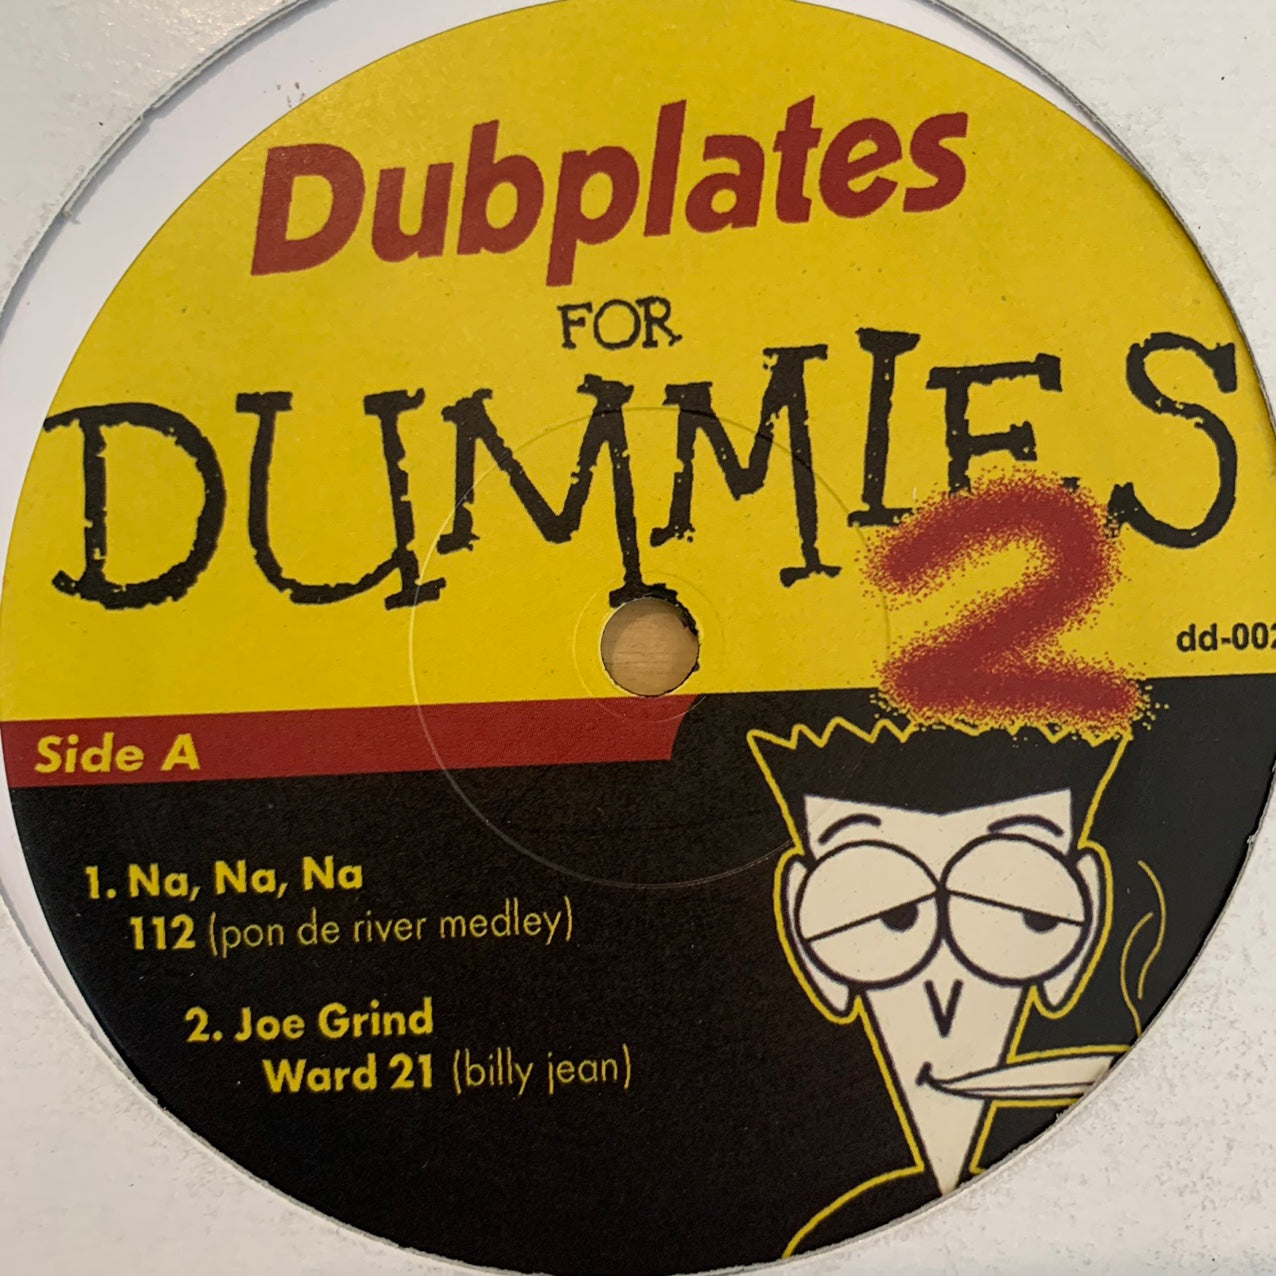 Dubplates
FOR
DUMMIES
2
dd-002
Side A
1. Na, Na, Na
112 (pon de river medley)
2. Joe Grind
Ward 21 (billy jean)